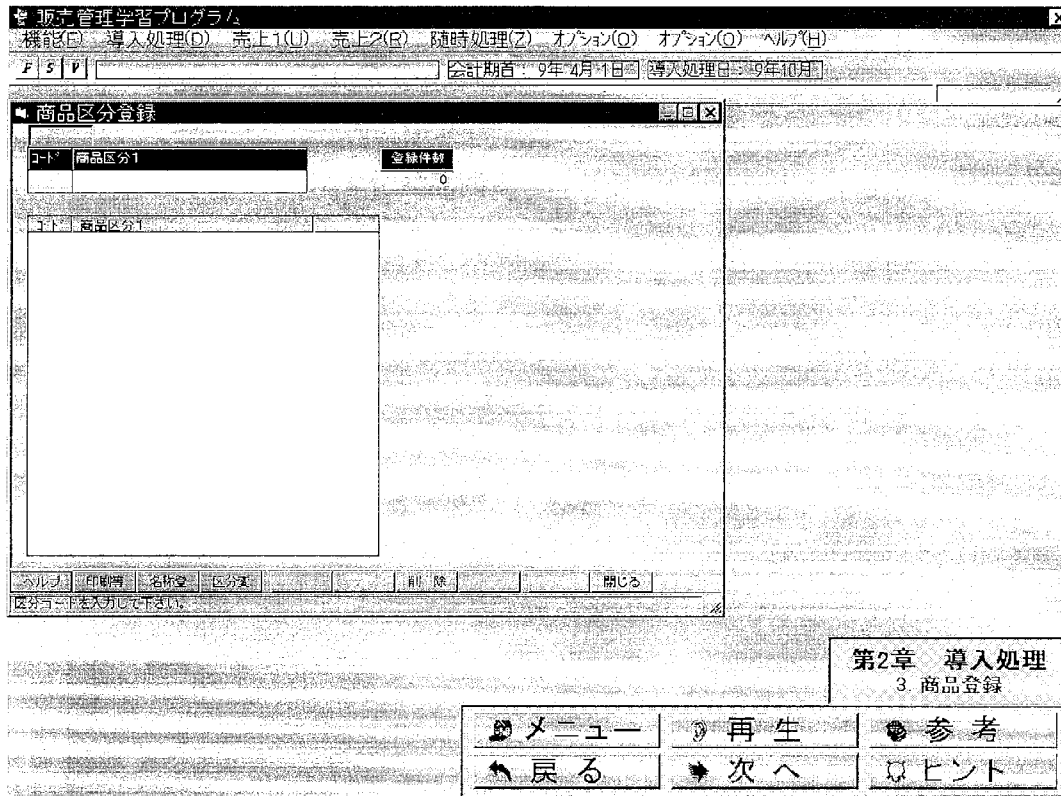 販売管理学習プログラム
機能(F) 導入処理(D) 売上1(U) 売上2(R) 随時処理(Z) オプション(O) オプション(O) ヘルプ(H)
F S V 会計期首： 9年 4月 1日 導入処理日： 9年10月
商品区分登録
コード 商品区分1 登録件数
0
コード 商品区分1
ヘルプ 印刷等 名称登 区分変 削 除 閉じる
区分コードを入力して下さい。
第2章 導入処理
3. 商品登録
メニュー 再 生 参 考
戻 る 次 へ ヒント